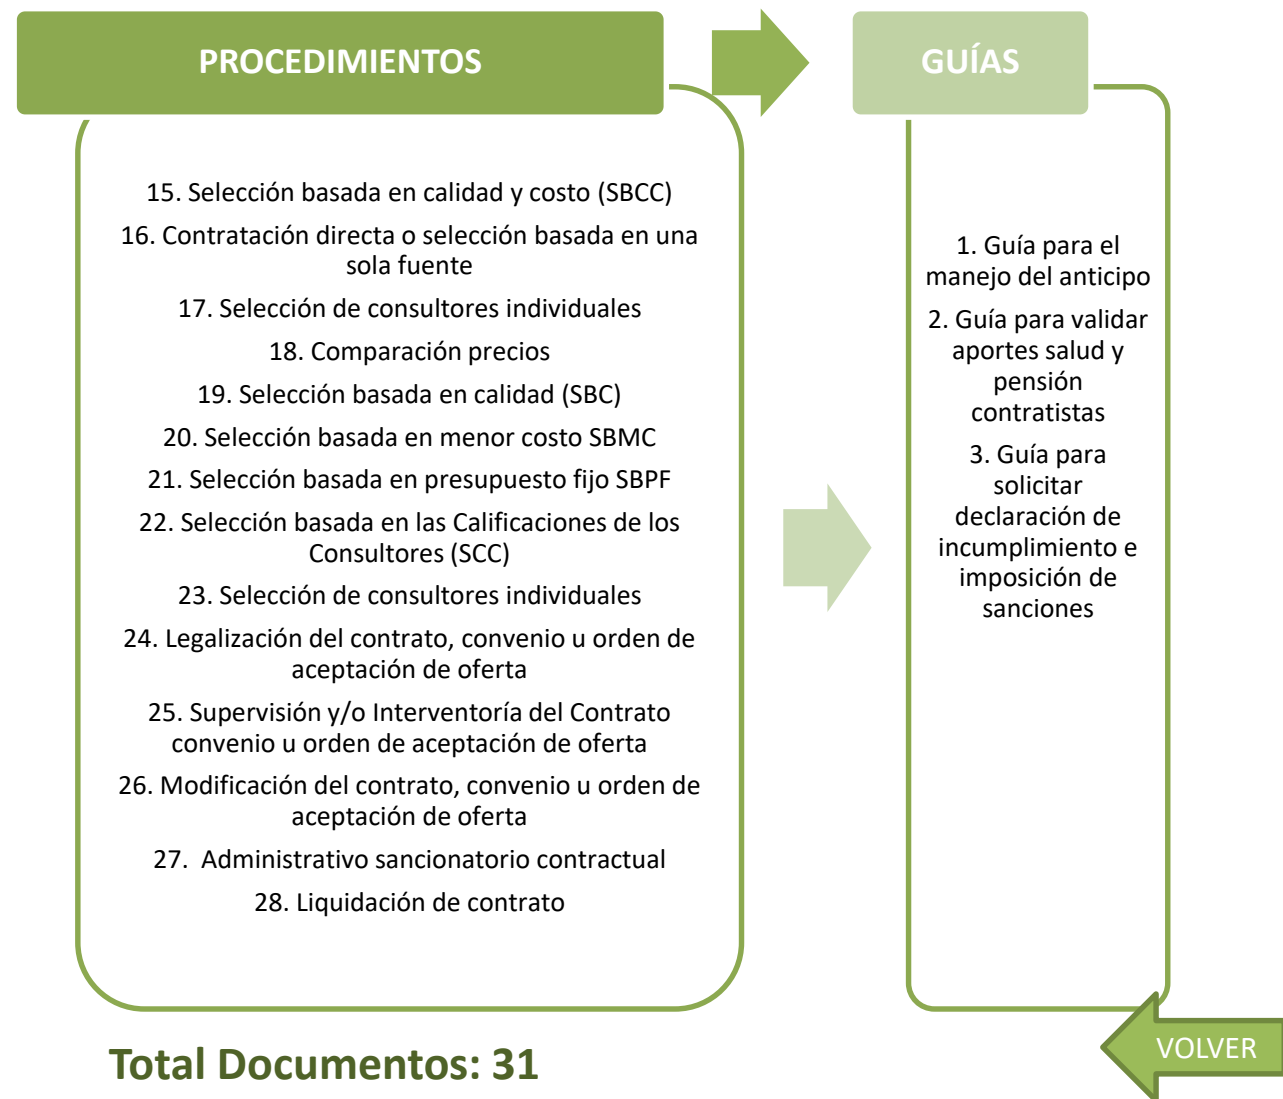 PROCEDIMIENTOS
15. Selección basada en calidad y costo (SBCC)
16. Contratación directa o selección basada en una
sola fuente
17. Selección de consultores individuales
18. Comparación precios
19. Selección basada en calidad (SBC)
20. Selección basada en menor costo SBMC
21. Selección basada en presupuesto fijo SBPF
22. Selección basada en las Calificaciones de los
Consultores (SCC)
23. Selección de consultores individuales
24. Legalización del contrato, convenio u orden de
aceptación de oferta
25. Supervisión y/o Interventoría del Contrato
convenio u orden de aceptación de oferta
26. Modificación del contrato, convenio u orden de
aceptación de oferta
27.  Administrativo sancionatorio contractual
28. Liquidación de contrato
GUÍAS
1. Guía para el
manejo del anticipo
2. Guía para validar
aportes salud y
pensión
contratistas
3. Guía para
solicitar
declaración de
incumplimiento e
imposición de
sanciones
Total Documentos: 31
VOLVER